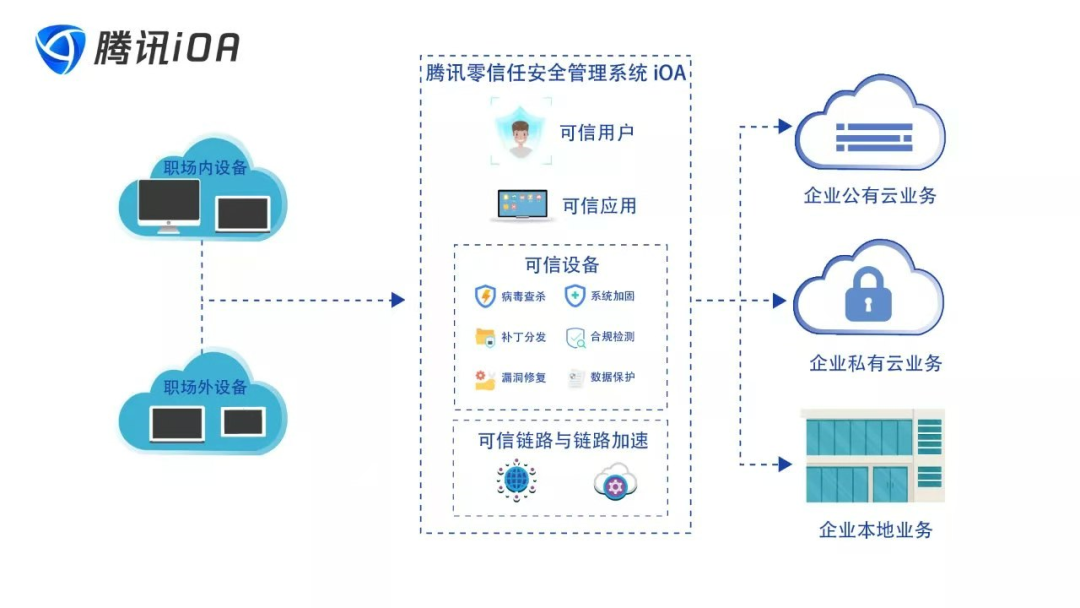 腾讯iOA
职场内设备
职场外设备
腾讯零信任安全管理系统 iOA
可信用户
可信应用
可信设备
病毒查杀
系统加固
补丁分发
合规检测
漏洞修复
数据保护
可信链路与链路加速
企业公有云业务
企业私有云业务
企业本地业务